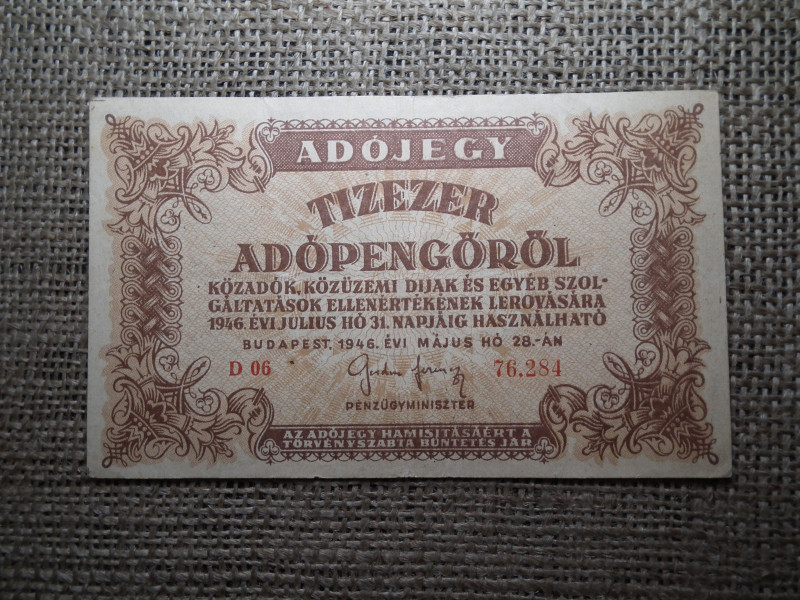 ADÓJEGY
TIZEZER
ADÓPENGŐRŐL
KÖZADÓK, KÖZÜZEMI DIJAK ÉS EGYÉB SZOL-
GÁLTATÁSOK ELLENÉRTÉKÉNEK LEROVÁSÁRA
1946. ÉVI JULIUS HÓ 31. NAPJÁIG HASZNÁLHATÓ
BUDAPEST, 1946. ÉVI MÁJUS HÓ 28.-ÁN
D 06 76.284
PÉNZÜGYMINISZTER
AZ ADÓJEGY HAMISITÁSÁÉRT A
TÖRVÉNYSZABTA BÜNTETÉS JÁR